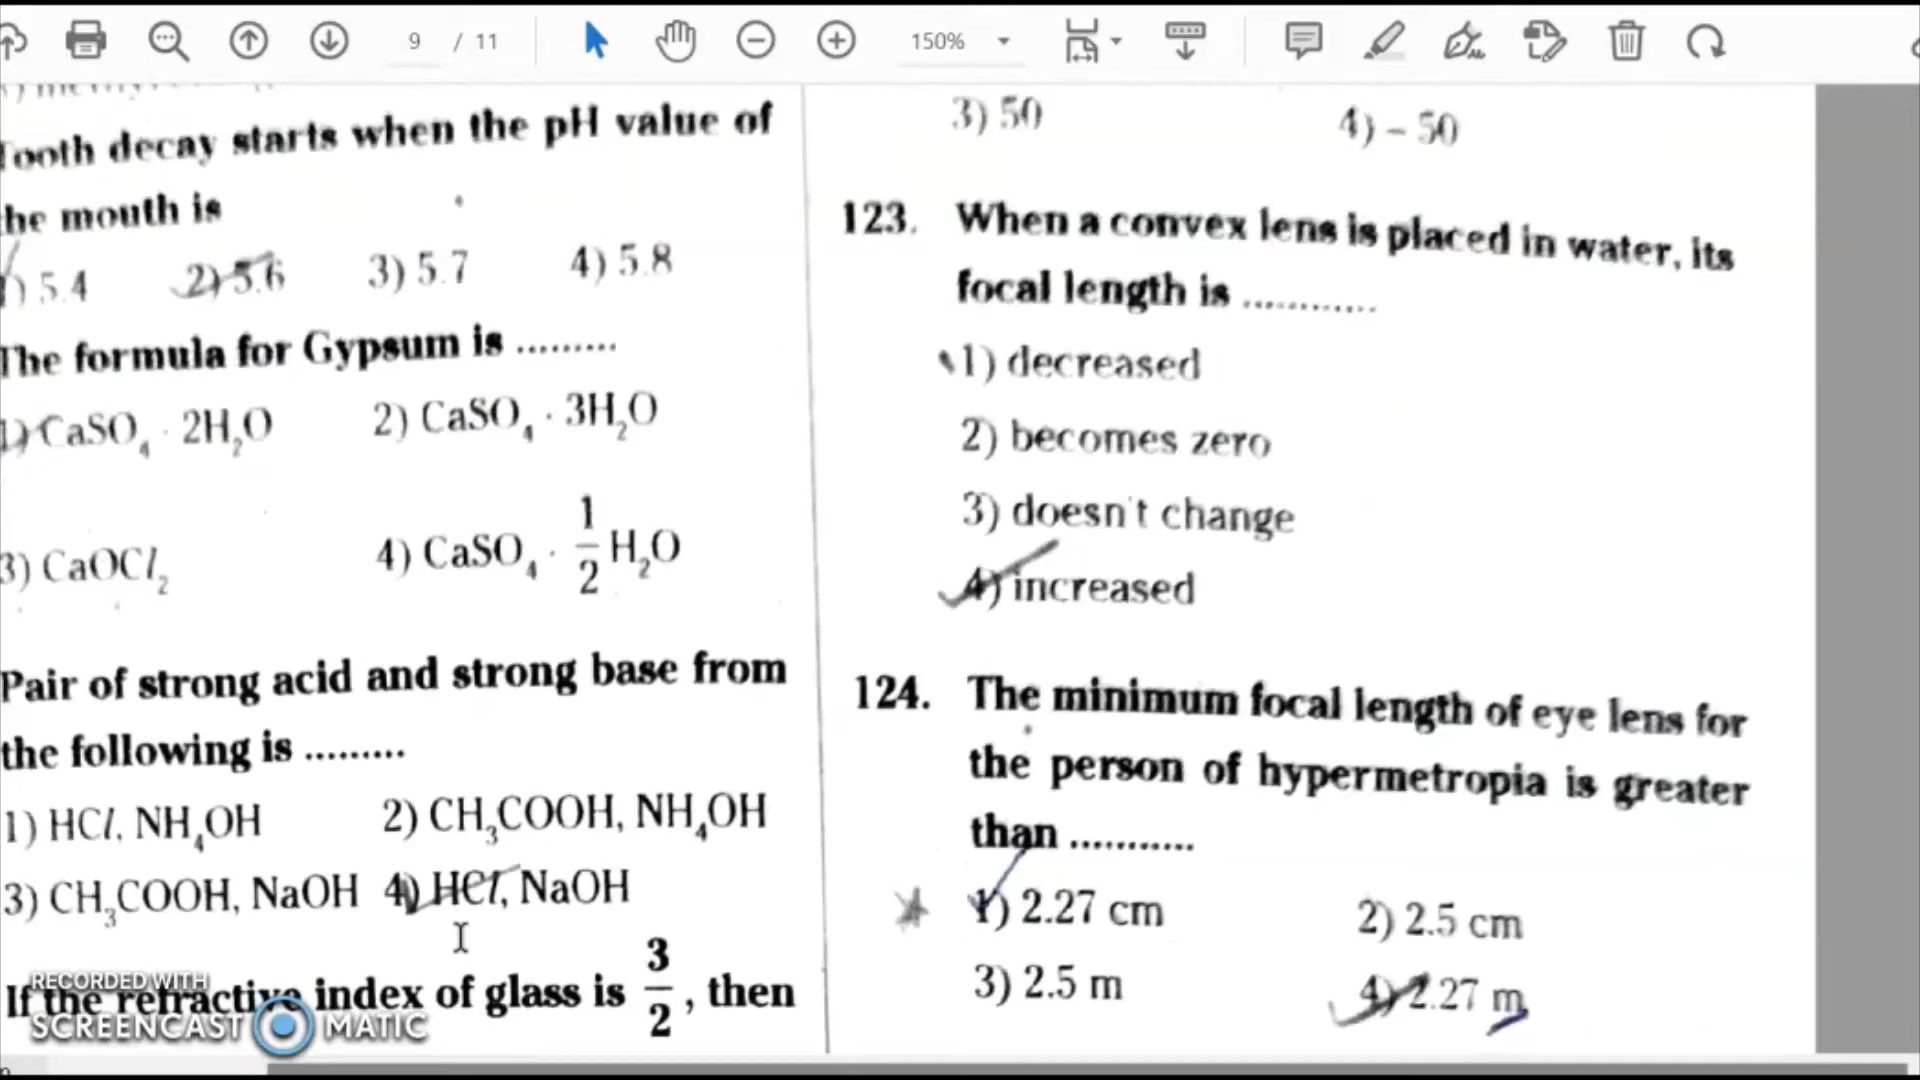 9 / 11
150%
Tooth decay starts when the pH value of
the mouth is
1) 5.4 2) 5.6 3) 5.7 4) 5.8
The formula for Gypsum is .........
1) CaSO₄ · 2H₂O 2) CaSO₄ · 3H₂O
3) CaOCl₂ 4) CaSO₄ · 1/2 H₂O
Pair of strong acid and strong base from
the following is .........
1) HCl, NH₄OH 2) CH₃COOH, NH₄OH
3) CH₃COOH, NaOH 4) HCl, NaOH
If the refractive index of glass is 3/2, then
3) 50 4) – 50
123. When a convex lens is placed in water, its
focal length is ............
1) decreased
2) becomes zero
3) doesn't change
4) increased
124. The minimum focal length of eye lens for
the person of hypermetropia is greater
than ...........
1) 2.27 cm 2) 2.5 cm
3) 2.5 m 4) 2.27 m
RECORDED WITH
SCREENCAST MATIC